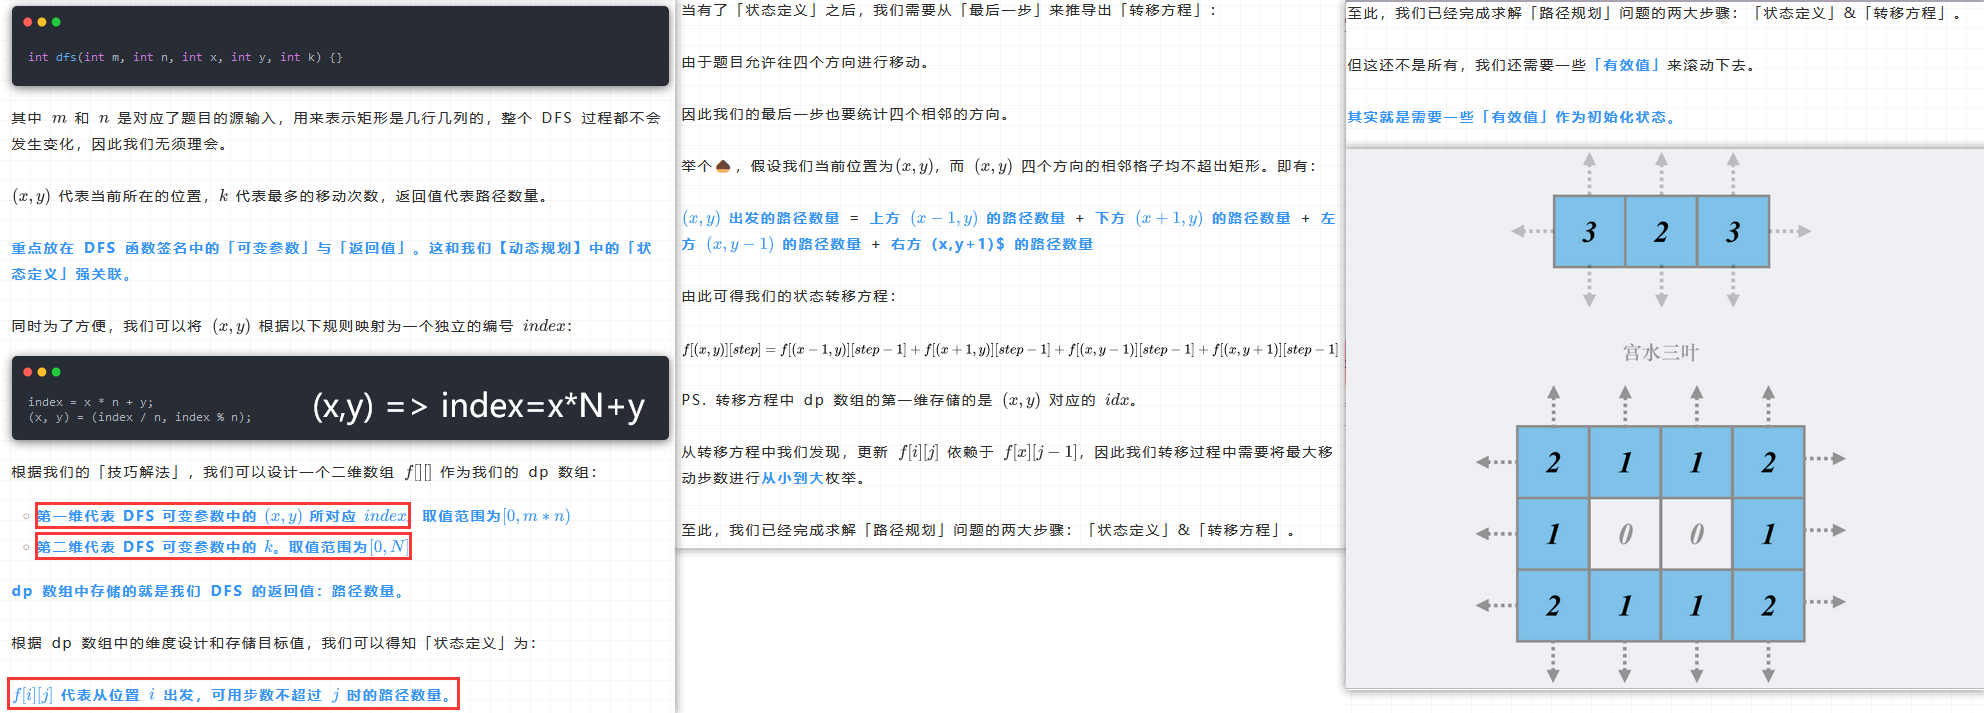 int dfs(int m, int n, int x, int y, int k) {}
其中 m 和 n 是对应了题目的源输入，用来表示矩形是几行几列的，整个 DFS 过程都不会
发生变化，因此我们无须理会。
(x, y) 代表当前所在的位置，k 代表最多的移动次数，返回值代表路径数量。
重点放在 DFS 函数签名中的「可变参数」与「返回值」。这和我们【动态规划】中的「状
态定义」强关联。
同时为了方便，我们可以将 (x, y) 根据以下规则映射为一个独立的编号 index：
index = x * n + y;
(x, y) = (index / n, index % n);
(x,y) => index=x*N+y
根据我们的「技巧解法」，我们可以设计一个二维数组 f[][] 作为我们的 dp 数组：
第一维代表 DFS 可变参数中的 (x, y) 所对应 index 取值范围为[0, m * n)
第二维代表 DFS 可变参数中的 k。取值范围为[0, N]
dp 数组中存储的就是我们 DFS 的返回值：路径数量。
根据 dp 数组中的维度设计和存储目标值，我们可以得知「状态定义」为：
f[i][j] 代表从位置 i 出发，可用步数不超过 j 时的路径数量。
当有了「状态定义」之后，我们需要从「最后一步」来推导出「转移方程」：
由于题目允许往四个方向进行移动。
因此我们的最后一步也要统计四个相邻的方向。
举个🌰，假设我们当前位置为(x, y)，而 (x, y) 四个方向的相邻格子均不超出矩形。即有：
(x, y) 出发的路径数量 = 上方 (x − 1, y) 的路径数量 + 下方 (x + 1, y) 的路径数量 + 左
方 (x, y − 1) 的路径数量 + 右方 (x,y+1)$ 的路径数量
由此可得我们的状态转移方程：
f[(x, y)][step] = f[(x − 1, y)][step − 1] + f[(x + 1, y)][step − 1] + f[(x, y − 1)][step − 1] + f[(x, y + 1)][step − 1]
PS. 转移方程中 dp 数组的第一维存储的是 (x, y) 对应的 idx。
从转移方程中我们发现，更新 f[i][j] 依赖于 f[x][j − 1]，因此我们转移过程中需要将最大移
动步数进行从小到大枚举。
至此，我们已经完成求解「路径规划」问题的两大步骤：「状态定义」&「转移方程」。
至此，我们已经完成求解「路径规划」问题的两大步骤：「状态定义」&「转移方程」。
但这还不是所有，我们还需要一些「有效值」来滚动下去。
其实就是需要一些「有效值」作为初始化状态。
3 2 3
宫水三叶
2 1 1 2
1 0 0 1
2 1 1 2